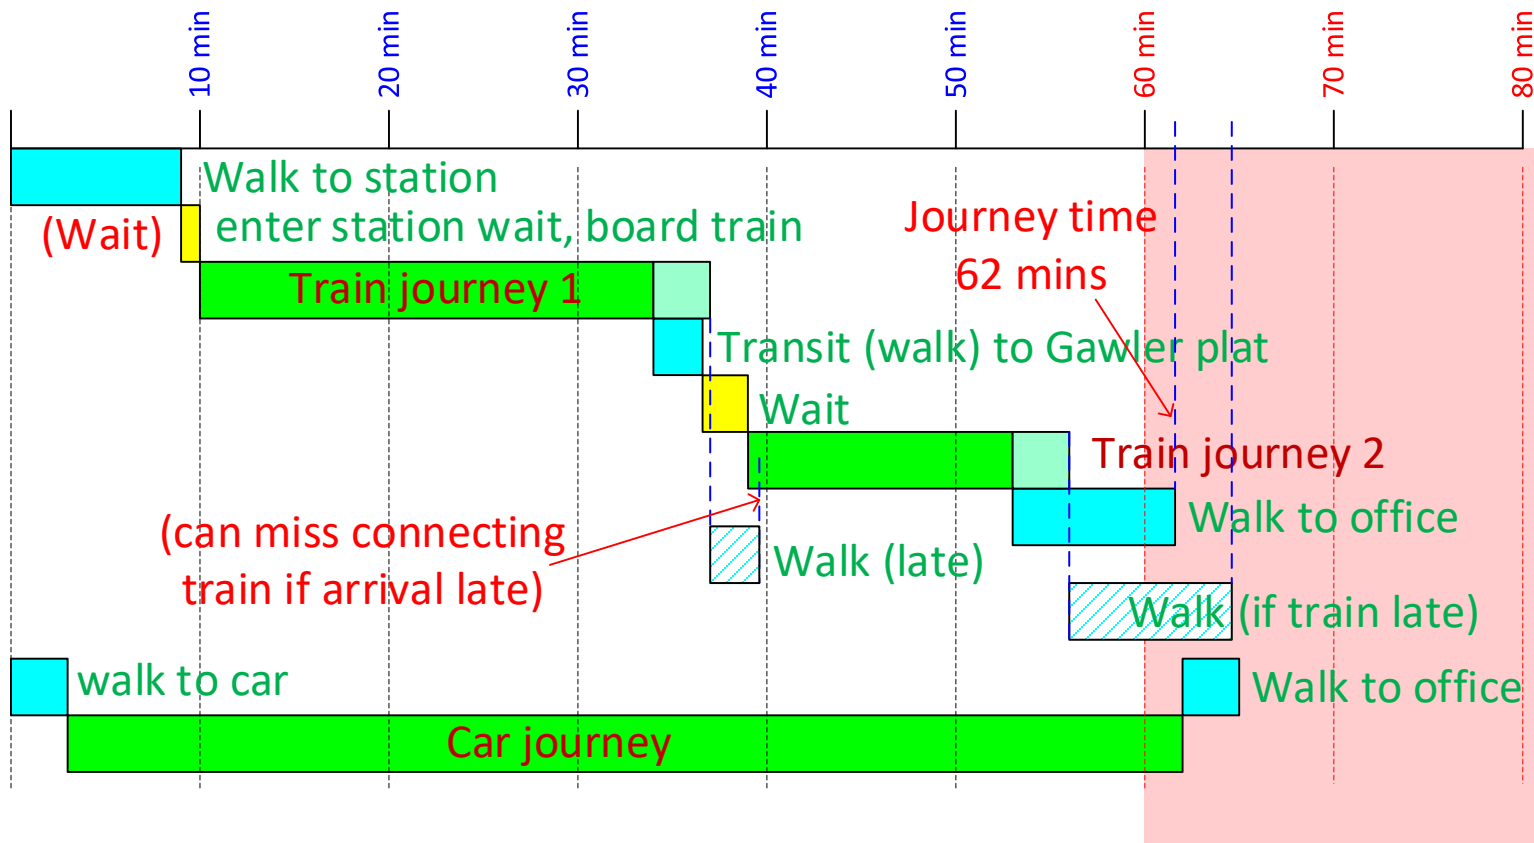 10 min
20 min
30 min
40 min
50 min
60 min
70 min
80 min
Walk to station
(Wait)
enter station wait, board train
Journey time
62 mins
Train journey 1
Transit (walk) to Gawler plat
Wait
Train journey 2
Walk to office
(can miss connecting
train if arrival late)
Walk (late)
Walk (if train late)
walk to car
Walk to office
Car journey